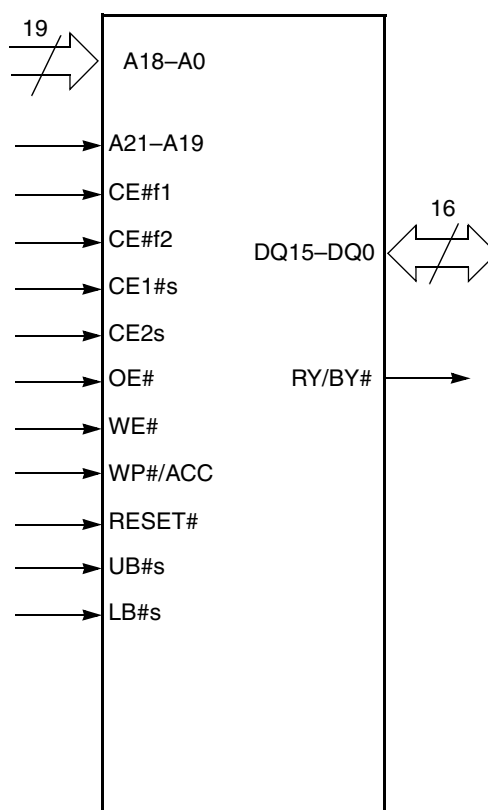 19
A18–A0
A21–A19
CE#f1
CE#f2
16
DQ15–DQ0
CE1#s
CE2s
OE#
RY/BY#
WE#
WP#/ACC
RESET#
UB#s
LB#s